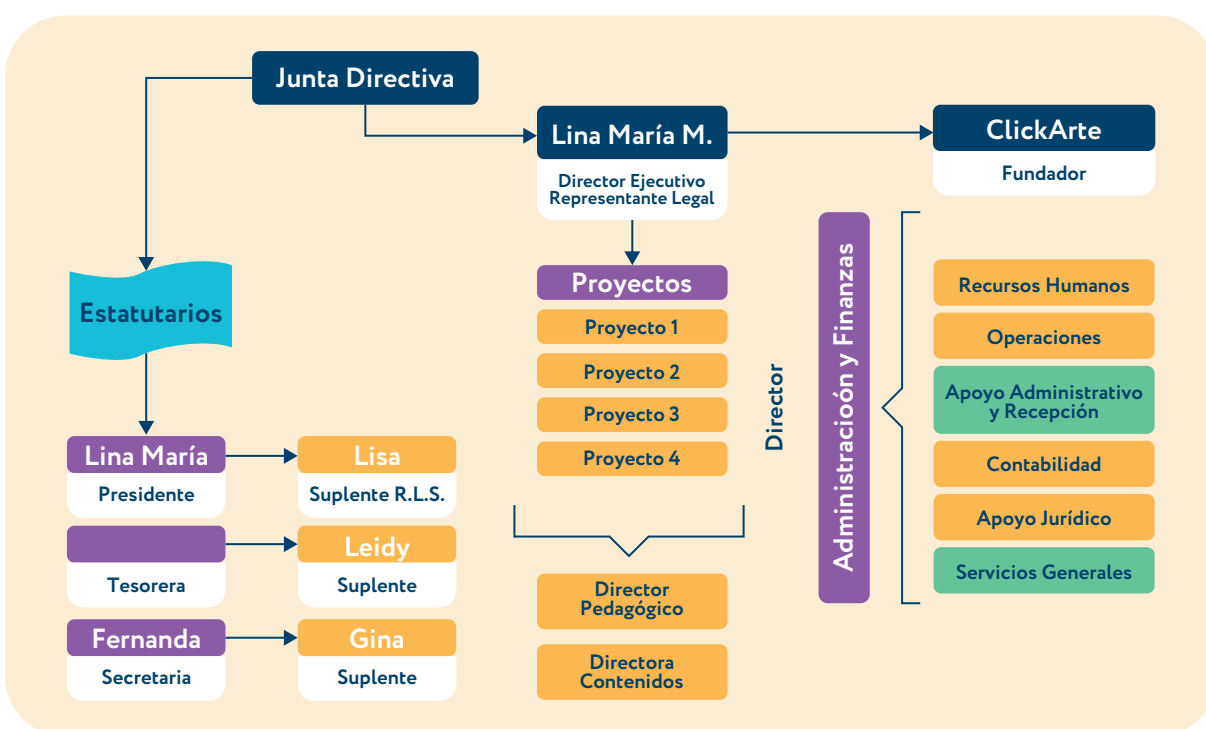 Junta Directiva
Lina María M.
Director Ejecutivo
Representante Legal
ClickArte
Fundador
Estatutarios
Lina María
Presidente
Lisa
Suplente R.L.S.
Tesorera
Leidy
Suplente
Fernanda
Secretaria
Gina
Suplente
Proyectos
Proyecto 1
Proyecto 2
Proyecto 3
Proyecto 4
Director
Pedagógico
Directora
Contenidos
Director
Administracioón y Finanzas
Recursos Humanos
Operaciones
Apoyo Administrativo
y Recepción
Contabilidad
Apoyo Jurídico
Servicios Generales